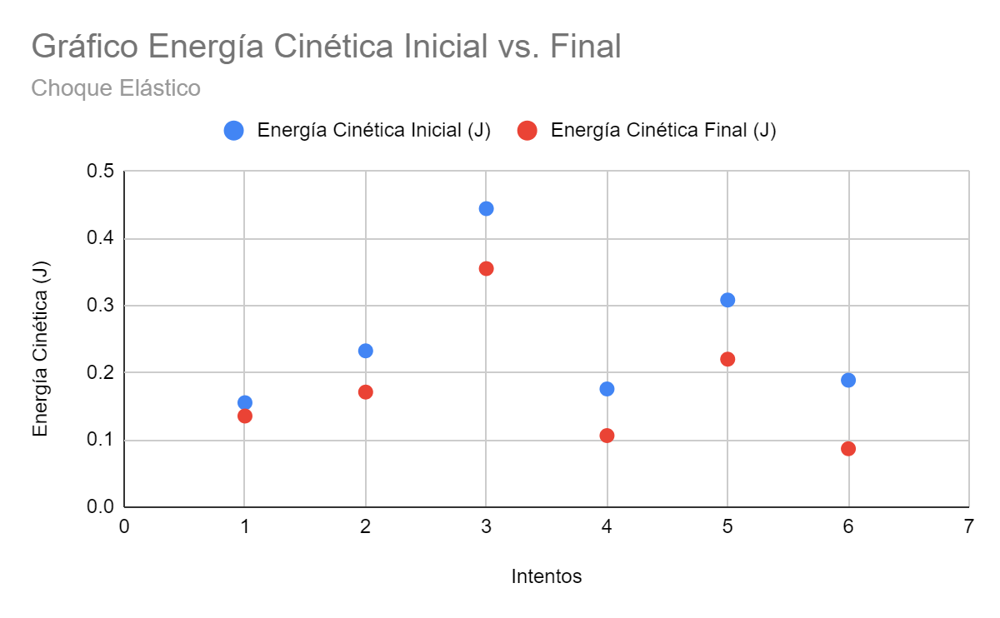 Gráfico Energía Cinética Inicial vs. Final
Choque Elástico
Energía Cinética Inicial (J) Energía Cinética Final (J)
Energía Cinética (J)
0.5
0.4
0.3
0.2
0.1
0.0
0 1 2 3 4 5 6 7
Intentos